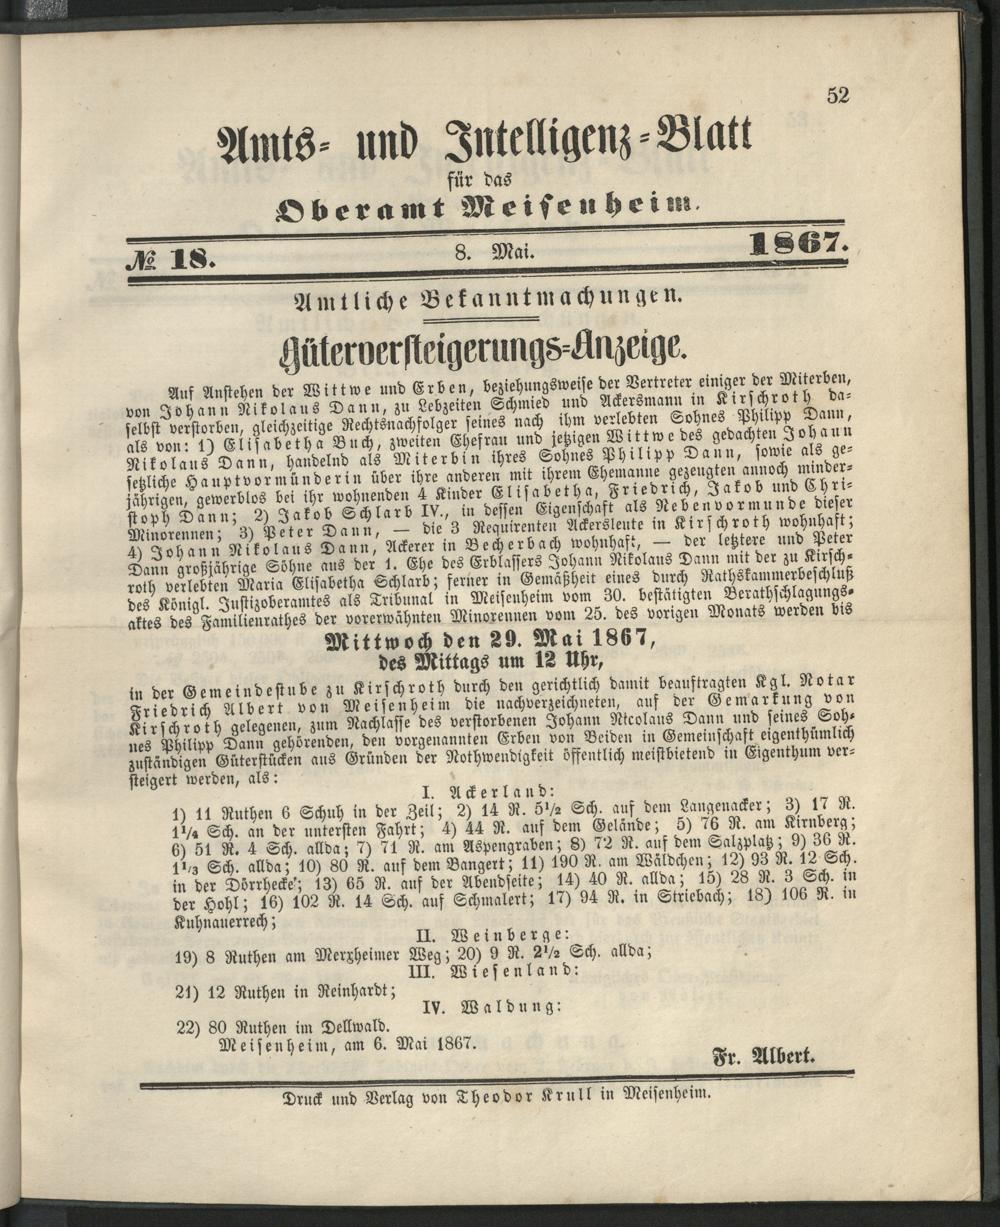 52
Amts- und Intelligenz-Blatt
für das
Oberamt Meisenheim.
№ 18. 8. Mai. 1867.
Amtliche Bekanntmachungen.
Güterversteigerungs-Anzeige.
Auf Anstehen der Wittwe und Erben, beziehungsweise der Vertreter einiger der Miterben,
von Johann Nikolaus Dann, zu Lebzeiten Schmied und Ackersmann in Kirschroth da-
selbst verstorben, gleichzeitige Rechtsnachfolger seines nach ihm verlebten Sohnes Philipp Dann,
als von: 1) Elisabetha Buch, zweiten Ehefrau und jetzigen Wittwe des gedachten Johann
Nikolaus Dann, handelnd als Miterbin ihres Sohnes Philipp Dann, sowie als ge-
setzliche Hauptvormünderin über ihre anderen mit ihrem Ehemanne gezeugten annoch minder-
jährigen, gewerblos bei ihr wohnenden 4 Kinder Elisabetha, Friedrich, Jakob und Chri-
stoph Dann; 2) Jakob Schlarb IV., in dessen Eigenschaft als Nebenvormunde dieser
Minorennen; 3) Peter Dann, — die 3 Requirenten Ackersleute in Kirschroth wohnhaft;
4) Johann Nikolaus Dann, Ackerer in Becherbach wohnhaft, — der letztere und Peter
Dann großjährige Söhne aus der 1. Ehe des Erblassers Johann Nikolaus Dann mit der zu Kirsch-
roth verlebten Maria Elisabetha Schlarb; ferner in Gemäßheit eines durch Rathskammerbeschluß
des Königl. Justizoberamtes als Tribunal in Meisenheim vom 30. bestätigten Berathschlagungs-
aktes des Familienrathes der vorerwähnten Minorennen vom 25. des vorigen Monats werden bis
Mittwoch den 29. Mai 1867,
des Mittags um 12 Uhr,
in der Gemeindestube zu Kirschroth durch den gerichtlich damit beauftragten Kgl. Notar
Friedrich Albert von Meisenheim die nachverzeichneten, auf der Gemarkung von
Kirschroth gelegenen, zum Nachlasse des verstorbenen Johann Nicolaus Dann und seines Soh-
nes Philipp Dann gehörenden, den vorgenannten Erben von Beiden in Gemeinschaft eigenthümlich
zuständigen Güterstücken aus Gründen der Nothwendigkeit öffentlich meistbietend in Eigenthum ver-
steigert werden, als:
I. Ackerland:
1) 11 Ruthen 6 Schuh in der Zeil; 2) 14 R. 5½ Sch. auf dem Langenacker; 3) 17 R.
1¼ Sch. an der untersten Fahrt; 4) 44 R. auf dem Gelände; 5) 76 R. am Kirnberg;
6) 51 R. 4 Sch. allda; 7) 71 R. am Aspengraben; 8) 72 R. auf dem Salzplatz; 9) 36 R.
1⅓ Sch. allda; 10) 80 R. auf dem Bangert; 11) 190 R. am Wäldchen; 12) 93 R. 12 Sch.
in der Dörrhecke; 13) 65 R. auf der Abendseite; 14) 40 R. allda; 15) 28 R. 3 Sch. in
der Hohl; 16) 102 R. 14 Sch. auf Schmalert; 17) 94 R. in Striebach; 18) 106 R. in
Kuhnauerrech;
II. Weinberge:
19) 8 Ruthen am Merxheimer Weg; 20) 9 R. 2½ Sch. allda;
III. Wiesenland:
21) 12 Ruthen in Reinhardt;
IV. Waldung:
22) 80 Ruthen im Dellwald.
Meisenheim, am 6. Mai 1867.
Fr. Albert.
Druck und Verlag von Theodor Krull in Meisenheim.